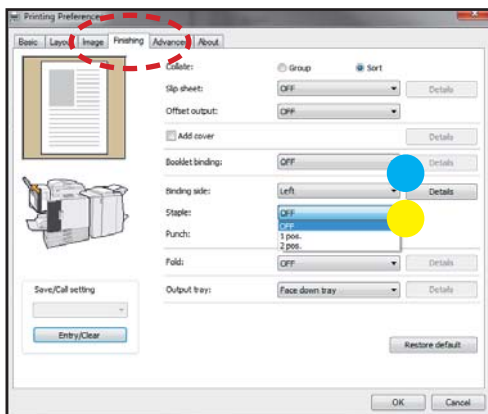 Printing Preference
Basic Layou Image Finishing Advance About
Collate: Group Sort
Slip sheet: OFF Details
Offset output: OFF
Add cover Details
Booklet binding: OFF Details
Binding side: Left Details
Staple: OFF
OFF
1 pos.
2 pos.
Punch:
Fold: OFF Details
Save/Call setting
Output tray: Face down tray Details
Entry/Clear
Restore default
OK Cancel